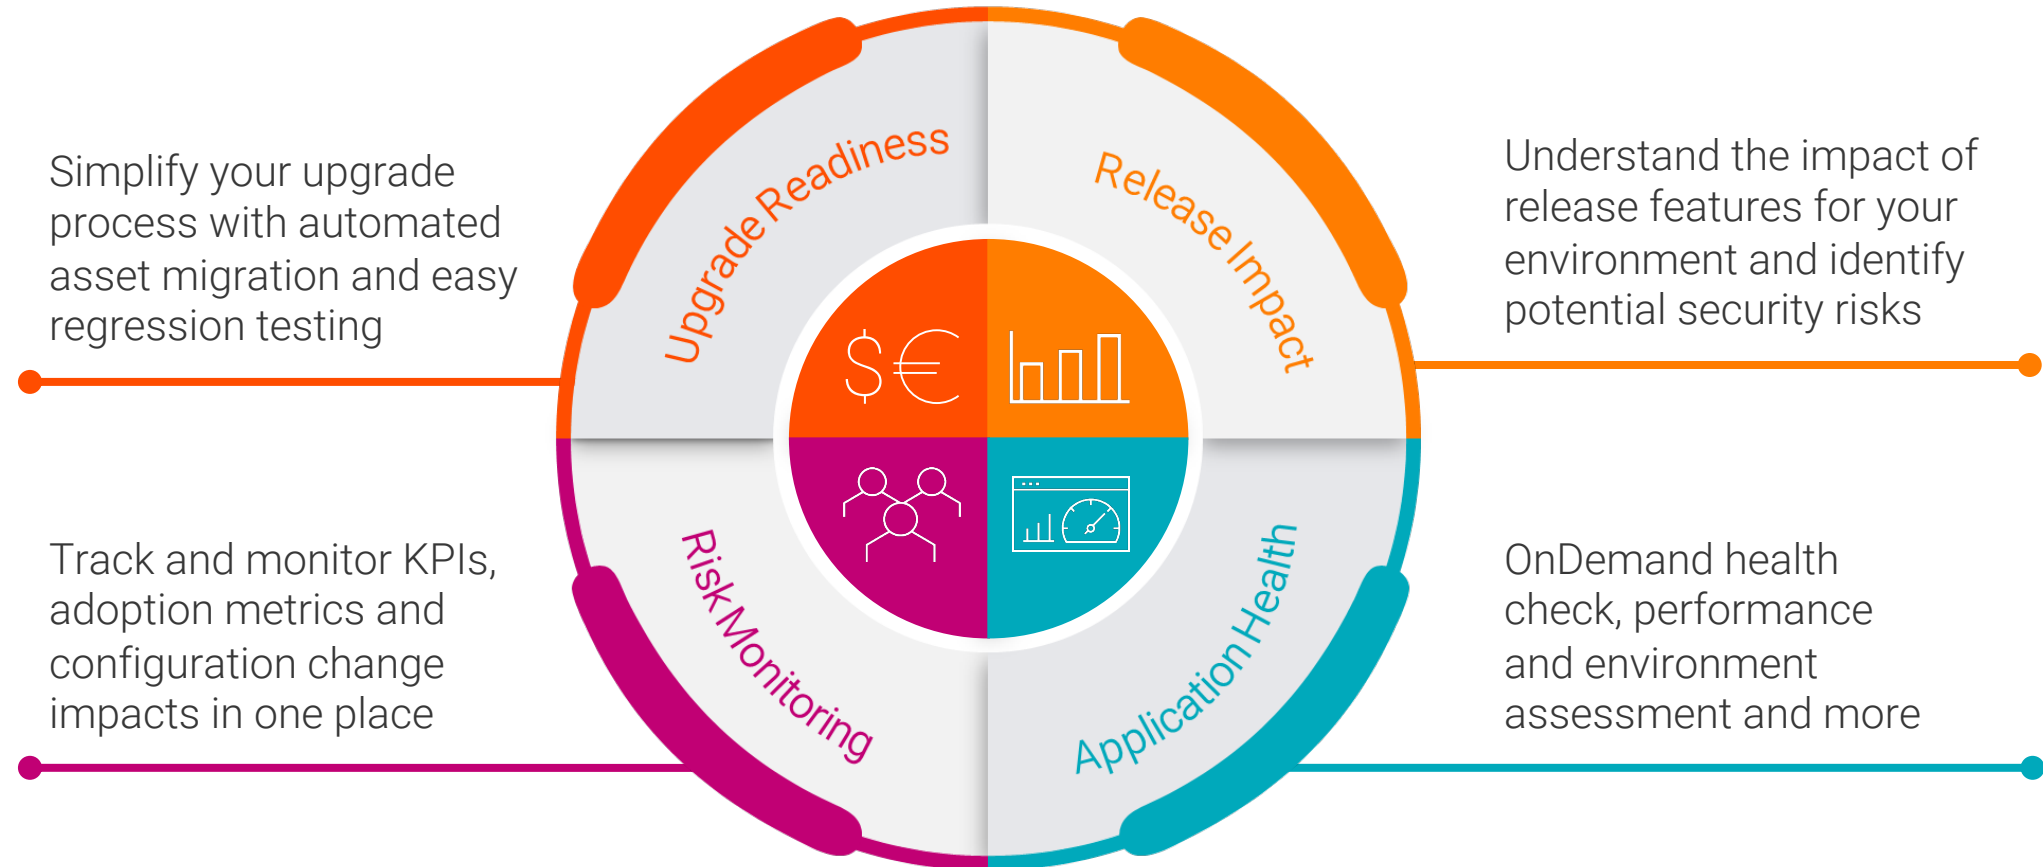 Simplify your upgrade
process with automated
asset migration and easy
regression testing
Upgrade Readiness
Release Impact
Understand the impact of
release features for your
environment and identify
potential security risks
$€
Track and monitor KPIs,
adoption metrics and
configuration change
impacts in one place
Risk Monitoring
Application Health
OnDemand health
check, performance
and environment
assessment and more